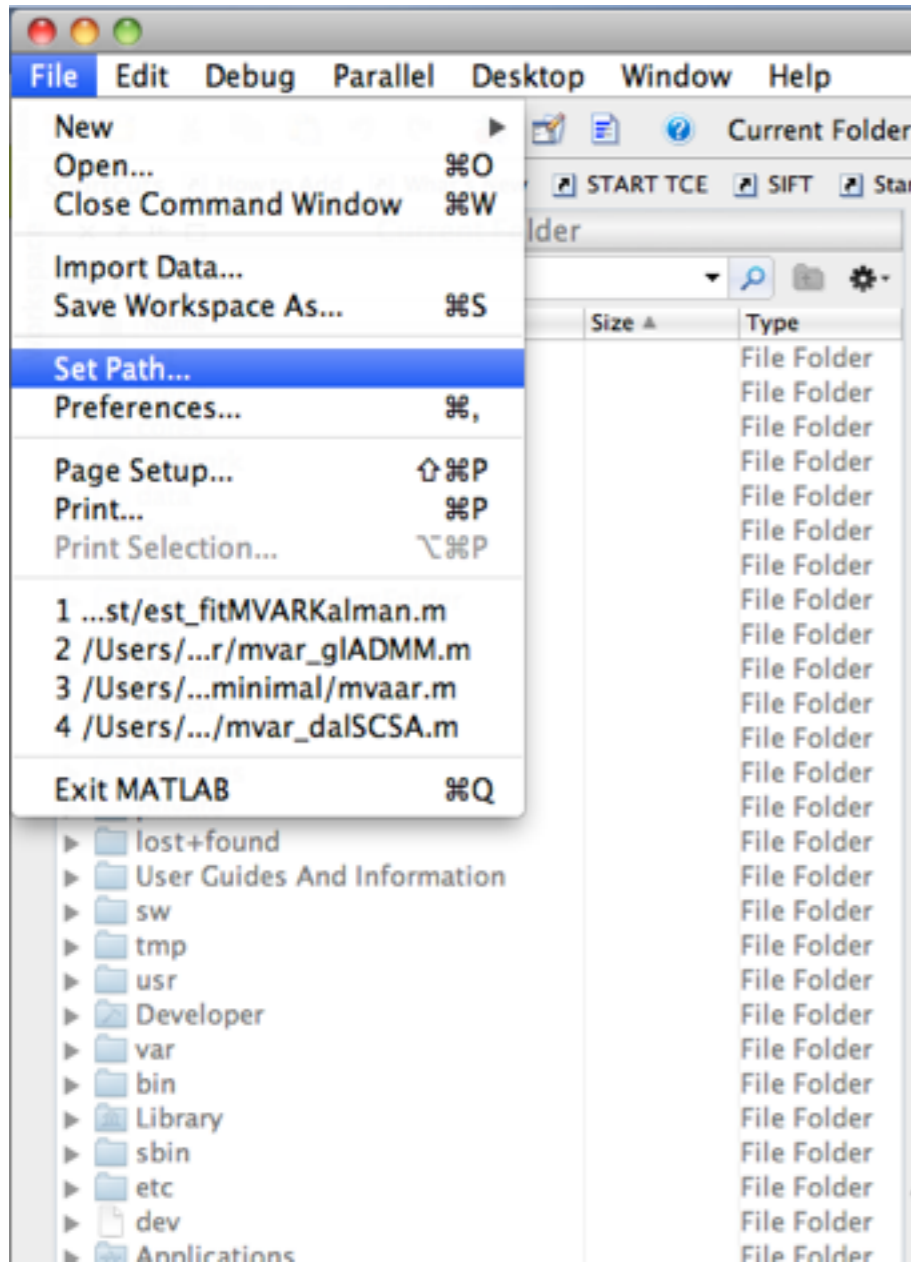 File Edit Debug Parallel Desktop Window Help
New
Open... ⌘O
Close Command Window ⌘W
Import Data...
Save Workspace As... ⌘S
Set Path...
Preferences... ⌘,
Page Setup... ⇧⌘P
Print... ⌘P
Print Selection... ⌥⌘P
1 ...st/est_fitMVARKalman.m
2 /Users/...r/mvar_glADMM.m
3 /Users/...minimal/mvaar.m
4 /Users/.../mvar_dalSCSA.m
Exit MATLAB ⌘Q
Current Folder
START TCE SIFT Star
lder
Size Type
File Folder
File Folder
File Folder
File Folder
File Folder
File Folder
File Folder
File Folder
File Folder
File Folder
File Folder
File Folder
File Folder
File Folder
lost+found File Folder
User Guides And Information File Folder
sw File Folder
tmp File Folder
usr File Folder
Developer File Folder
var File Folder
bin File Folder
Library File Folder
sbin File Folder
etc File Folder
dev File Folder
Applications File Folder